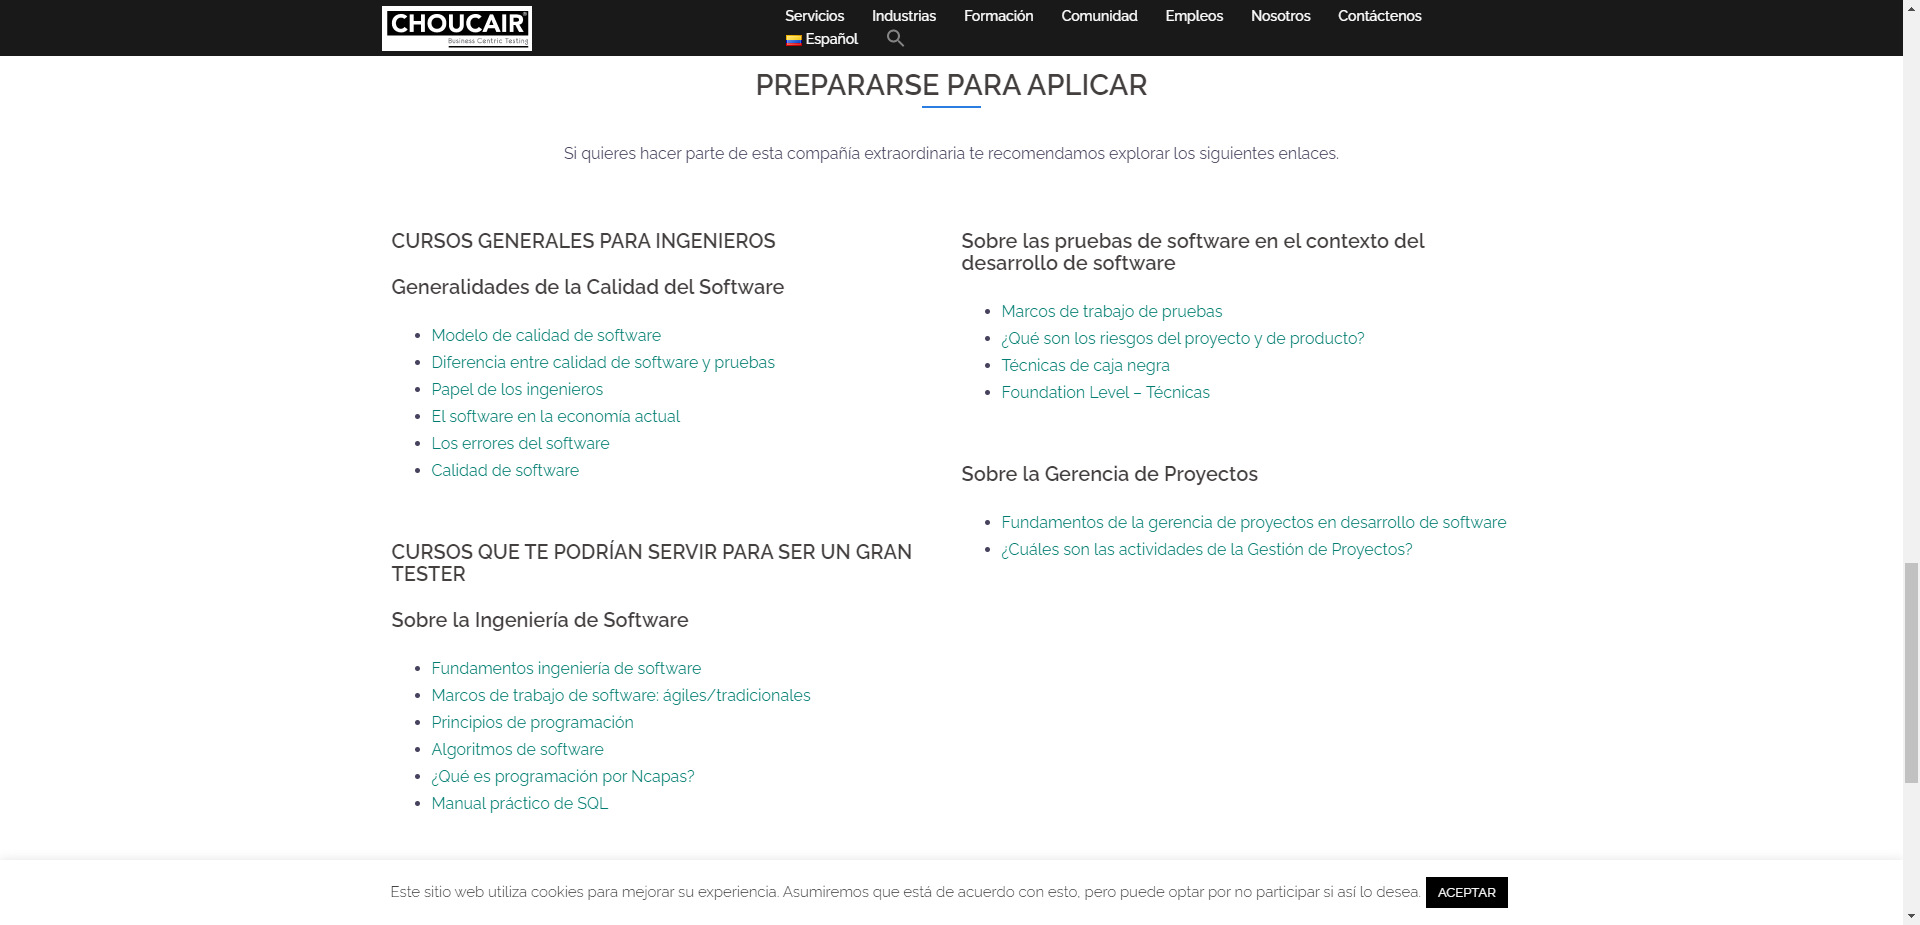 CHOUCAIR
Business Centric Testing
Servicios
Industrias
Formación
Comunidad
Empleos
Nosotros
Contáctenos
Español
PREPARARSE PARA APLICAR
Si quieres hacer parte de esta compañía extraordinaria te recomendamos explorar los siguientes enlaces.
CURSOS GENERALES PARA INGENIEROS
Generalidades de la Calidad del Software
Modelo de calidad de software
Diferencia entre calidad de software y pruebas
Papel de los ingenieros
El software en la economía actual
Los errores del software
Calidad de software
CURSOS QUE TE PODRÍAN SERVIR PARA SER UN GRAN
TESTER
Sobre la Ingeniería de Software
Fundamentos ingeniería de software
Marcos de trabajo de software: ágiles/tradicionales
Principios de programación
Algoritmos de software
¿Qué es programación por Ncapas?
Manual práctico de SQL
Sobre las pruebas de software en el contexto del
desarrollo de software
Marcos de trabajo de pruebas
¿Qué son los riesgos del proyecto y de producto?
Técnicas de caja negra
Foundation Level – Técnicas
Sobre la Gerencia de Proyectos
Fundamentos de la gerencia de proyectos en desarrollo de software
¿Cuáles son las actividades de la Gestión de Proyectos?
Este sitio web utiliza cookies para mejorar su experiencia. Asumiremos que está de acuerdo con esto, pero puede optar por no participar si así lo desea.
ACEPTAR